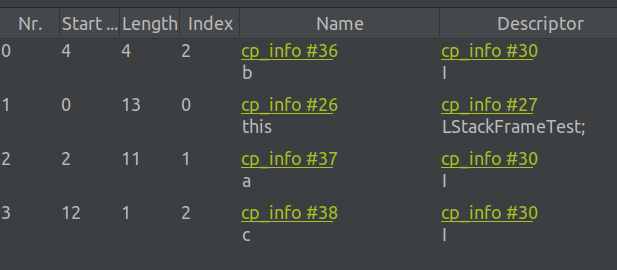 Nr. Start ... Length Index Name Descriptor
0 4 4 2 cp_info #36 cp_info #30
b I
1 0 13 0 cp_info #26 cp_info #27
this LStackFrameTest;
2 2 11 1 cp_info #37 cp_info #30
a I
3 12 1 2 cp_info #38 cp_info #30
c I